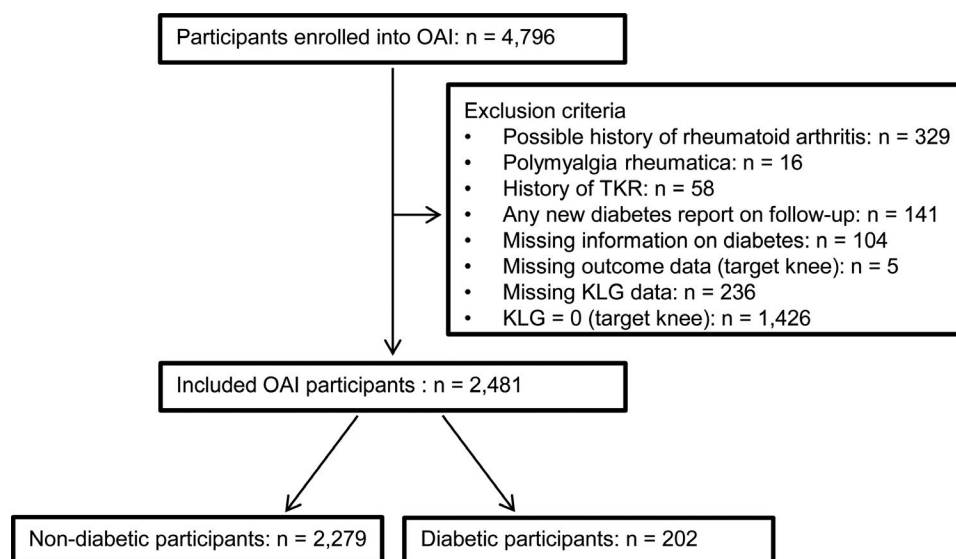 Participants enrolled into OAI: n = 4,796
Exclusion criteria
• Possible history of rheumatoid arthritis: n = 329
• Polymyalgia rheumatica: n = 16
• History of TKR: n = 58
• Any new diabetes report on follow-up: n = 141
• Missing information on diabetes: n = 104
• Missing outcome data (target knee): n = 5
• Missing KLG data: n = 236
• KLG = 0 (target knee): n = 1,426
Included OAI participants : n = 2,481
Non-diabetic participants: n = 2,279
Diabetic participants: n = 202